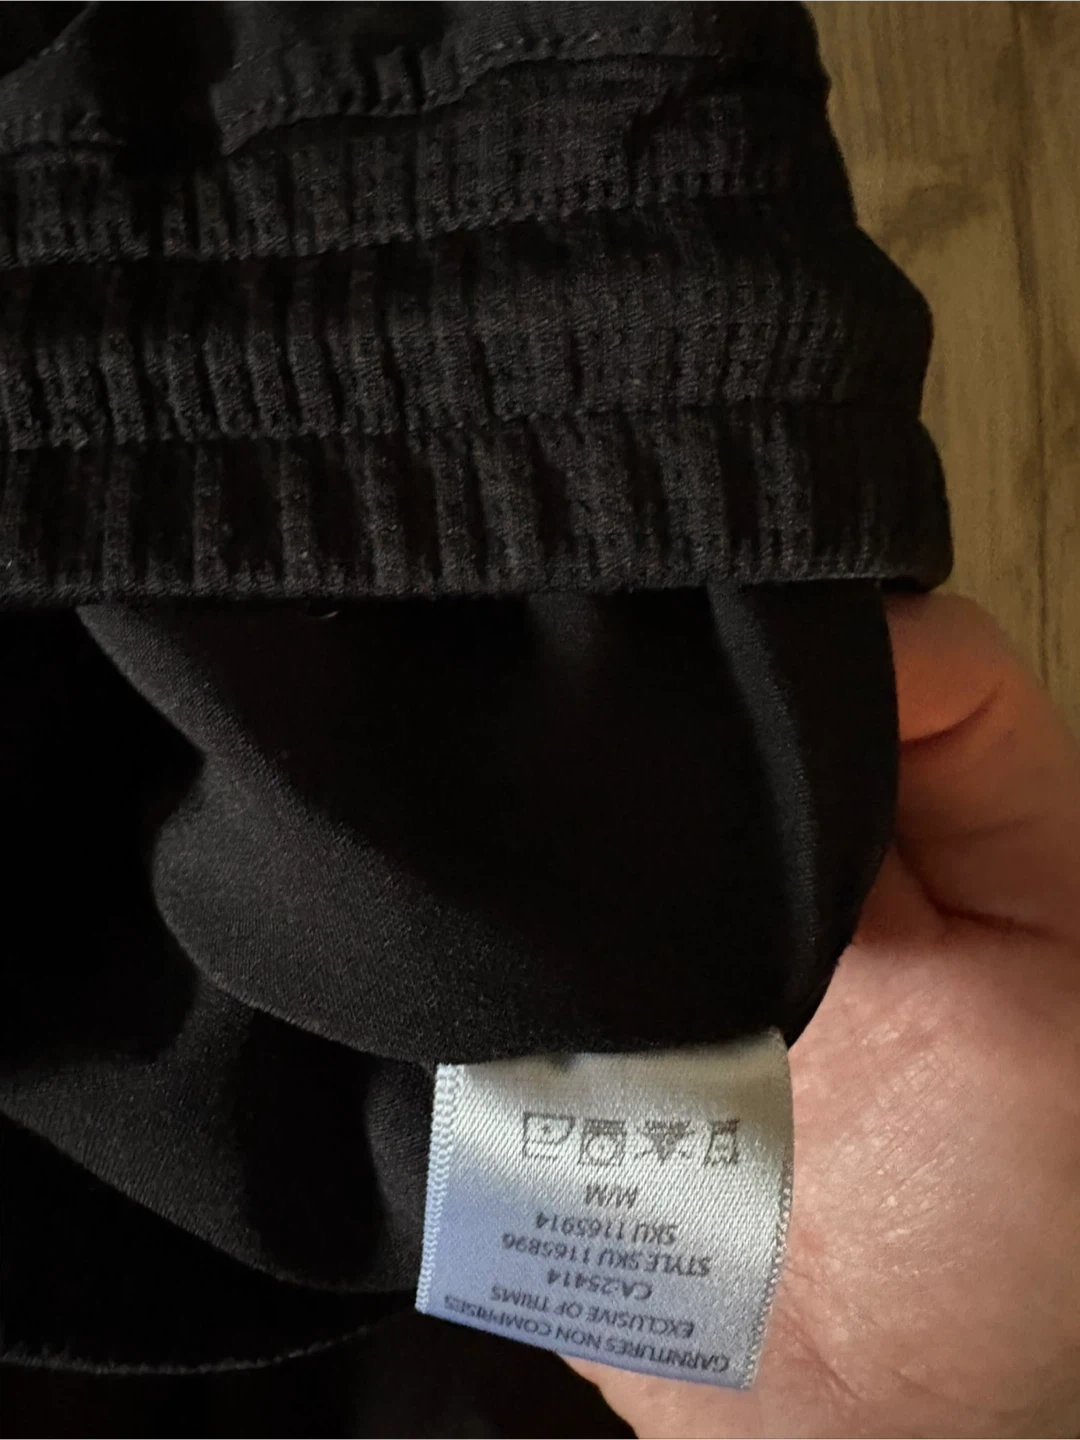 GARNITURES NON COMPRISES
EXCLUSIVE OF TRIMS
CA:25414
STYLE SKU 1165896
SKU 1165914
M/M